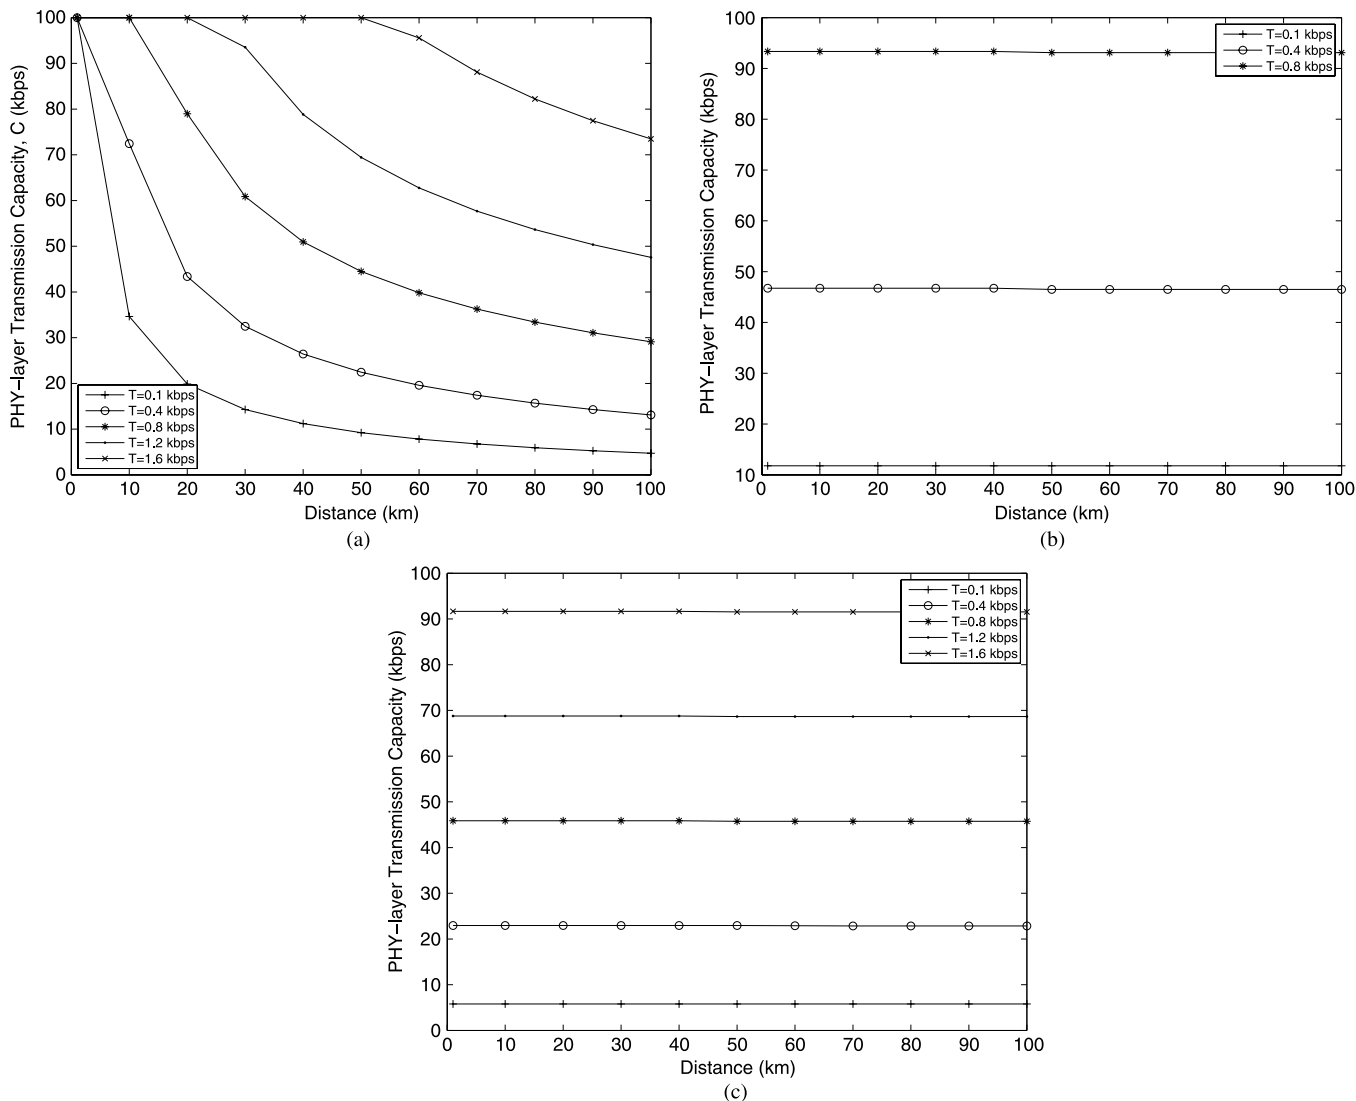 PHY-layer Transmission Capacity, C (kbps)
100
90
80
70
60
50
40
30
20
10
0
T=0.1 kbps
T=0.4 kbps
T=0.8 kbps
T=1.2 kbps
T=1.6 kbps
0 10 20 30 40 50 60 70 80 90 100
Distance (km)
(a)
PHY-layer Transmission Capacity (kbps)
100
90
80
70
60
50
40
30
20
10
T=0.1 kbps
T=0.4 kbps
T=0.8 kbps
0 10 20 30 40 50 60 70 80 90 100
Distance (km)
(b)
PHY-layer Transmission Capacity (kbps)
100
90
80
70
60
50
40
30
20
10
0
T=0.1 kbps
T=0.4 kbps
T=0.8 kbps
T=1.2 kbps
T=1.6 kbps
0 10 20 30 40 50 60 70 80 90 100
Distance (km)
(c)